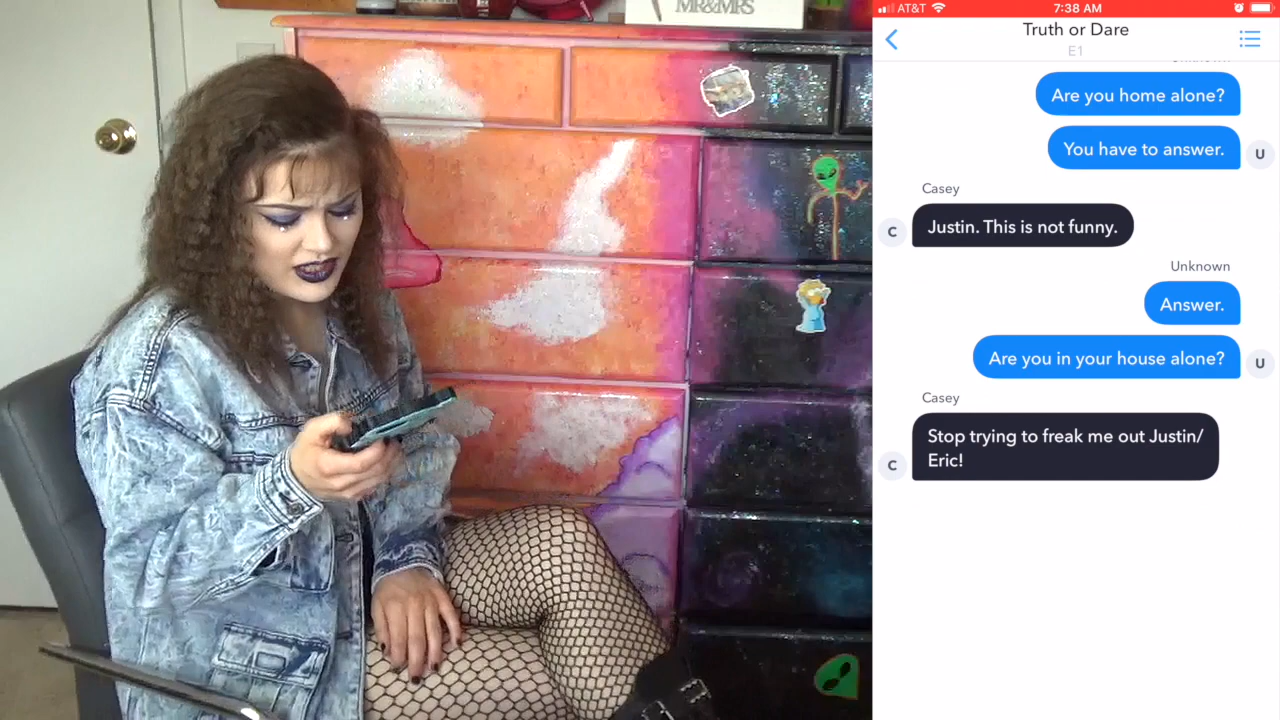 MR&MRS
AT&T
7:38 AM
Truth or Dare
E1
Are you home alone?
You have to answer.
U
Casey
Justin. This is not funny.
C
Unknown
Answer.
Are you in your house alone?
U
Casey
Stop trying to freak me out Justin/
Eric!
C